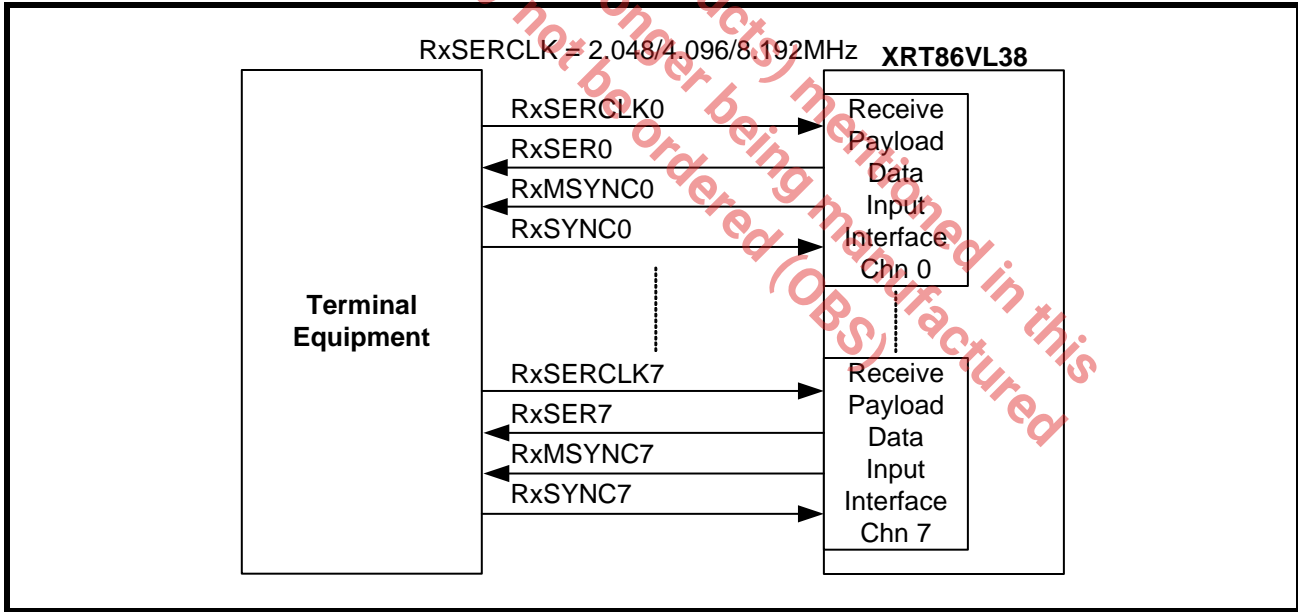 RxSERCLK = 2.048/4.096/8.192MHz
XRT86VL38
RxSERCLK0
RxSER0
RxMSYNC0
RxSYNC0
Receive
Payload
Data
Input
Interface
Chn 0
Terminal
Equipment
RxSERCLK7
RxSER7
RxMSYNC7
RxSYNC7
Receive
Payload
Data
Input
Interface
Chn 7
mentioned in this
longer being manufactured
not be ordered (OBS)